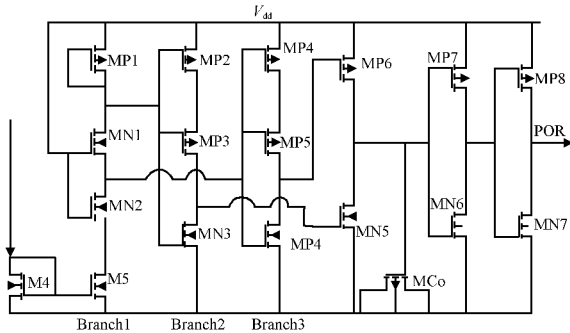 Vdd
MP1
MP2
MP4
MP6
MP7
MP8
MN1
MP3
MP5
POR
MN2
MN3
MP4
MN5
MN6
MN7
M4
M5
MCo
Branch1
Branch2
Branch3